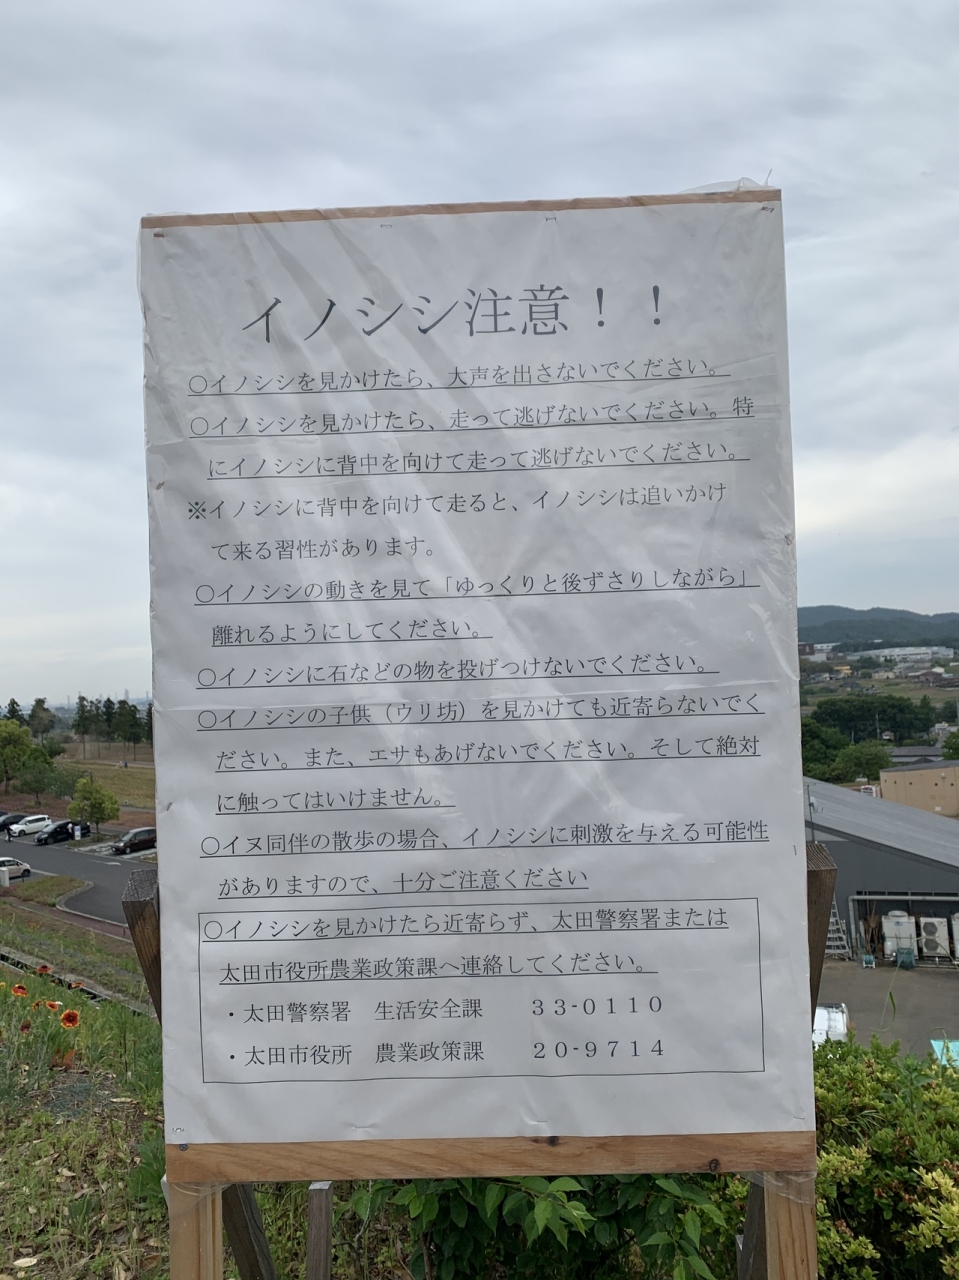 イノシシ注意！！
○イノシシを見かけたら、大声を出さないでください。
○イノシシを見かけたら、走って逃げないでください。特
にイノシシに背中を向けて走って逃げないでください。
※イノシシに背中を向けて走ると、イノシシは追いかけ
て来る習性があります。
○イノシシの動きを見て「ゆっくりと後ずさりしながら」
離れるようにしてください。
○イノシシに石などの物を投げつけないでください。
○イノシシの子供（ウリ坊）を見かけても近寄らないでく
ださい。また、エサもあげないでください。そして絶対
に触ってはいけません。
○イヌ同伴の散歩の場合、イノシシに刺激を与える可能性
がありますので、十分ご注意ください
○イノシシを見かけたら近寄らず、太田警察署または
太田市役所農業政策課へ連絡してください。
・太田警察署　生活安全課　　３３-０１１０
・太田市役所　農業政策課　　２０-９７１４